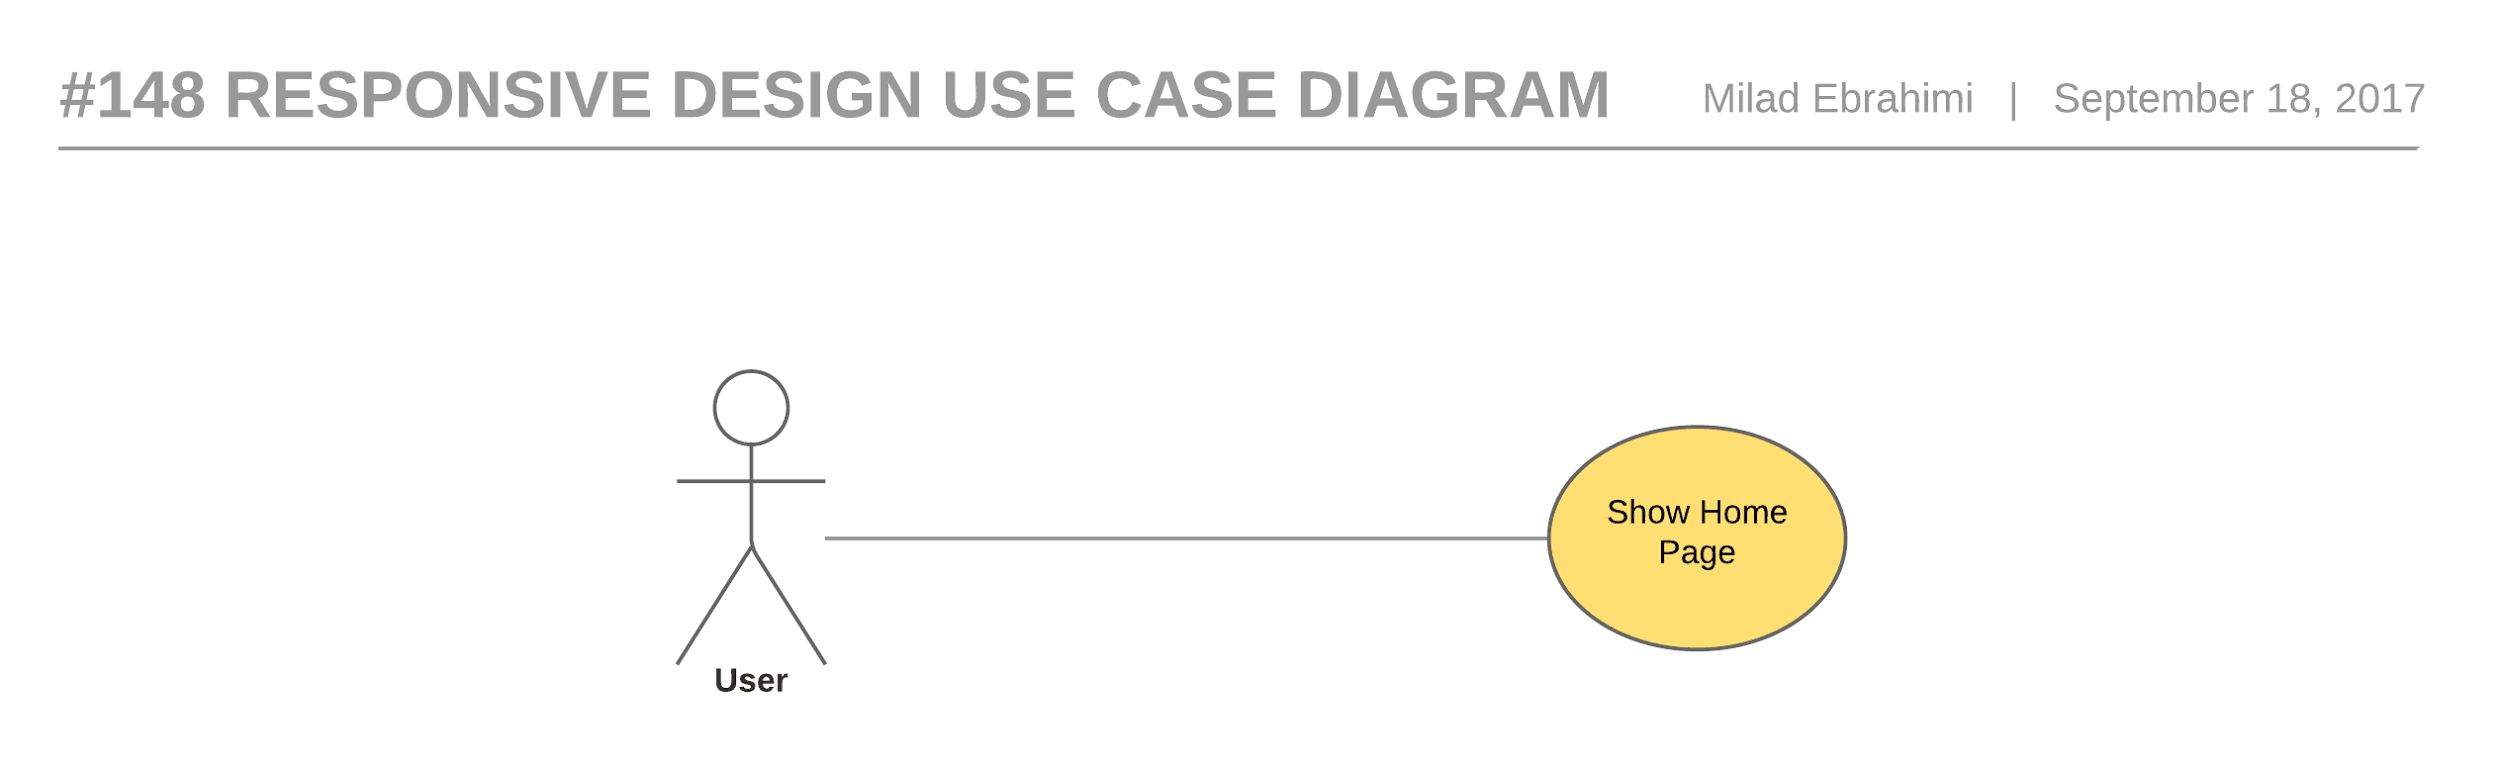 #148 RESPONSIVE DESIGN USE CASE DIAGRAM Milad Ebrahimi | September 18, 2017
Show Home
Page
User